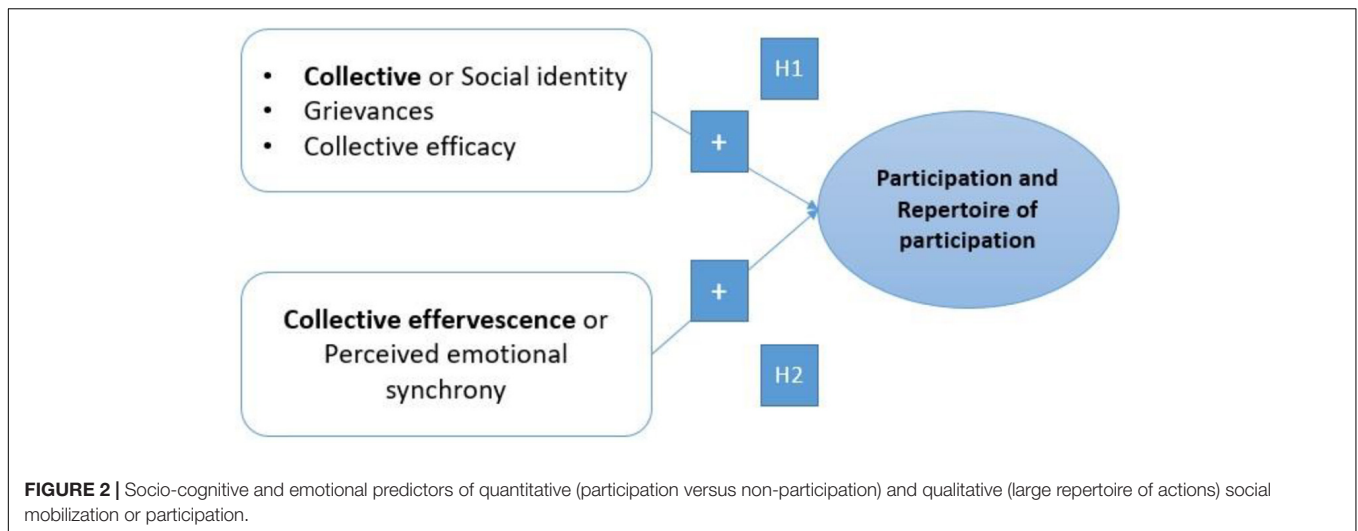 • Collective or Social identity
• Grievances
• Collective efficacy
H1
+
Participation and
Repertoire of
participation
+
Collective effervescence or
Perceived emotional
synchrony
H2
FIGURE 2 | Socio-cognitive and emotional predictors of quantitative (participation versus non-participation) and qualitative (large repertoire of actions) social
mobilization or participation.